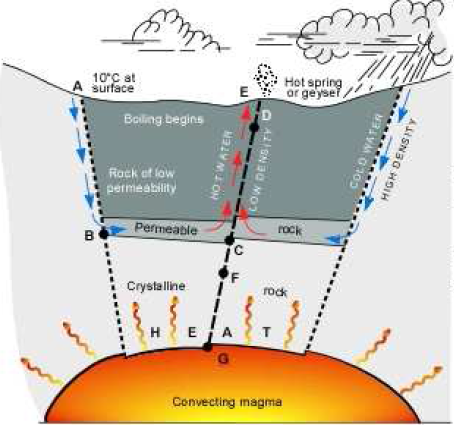 A
10°C at
surface
E
Hot spring
or geyser
D
Boiling begins
HOT WATER
LOW DENSITY
COLD WATER
HIGH DENSITY
Rock of low
permeability
B
Permeable
rock
C
F
Crystalline
rock
H E A T
G
Convecting magma